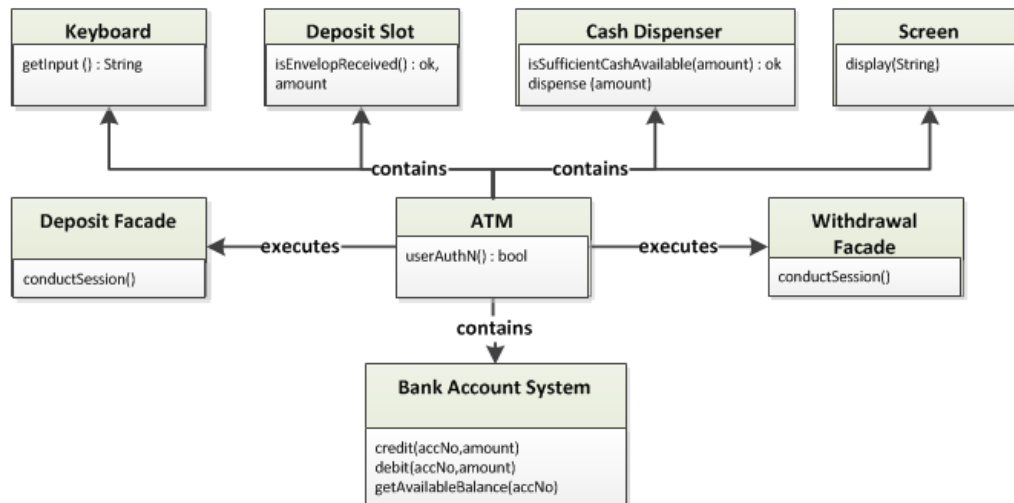 Keyboard
getInput () : String
Deposit Slot
isEnvelopReceived() : ok,
amount
Cash Dispenser
isSufficientCashAvailable(amount) : ok
dispense (amount)
Screen
display(String)
contains
contains
Deposit Facade
conductSession()
executes
ATM
userAuthN() : bool
executes
Withdrawal
Facade
conductSession()
contains
Bank Account System
credit(accNo,amount)
debit(accNo,amount)
getAvailableBalance(accNo)